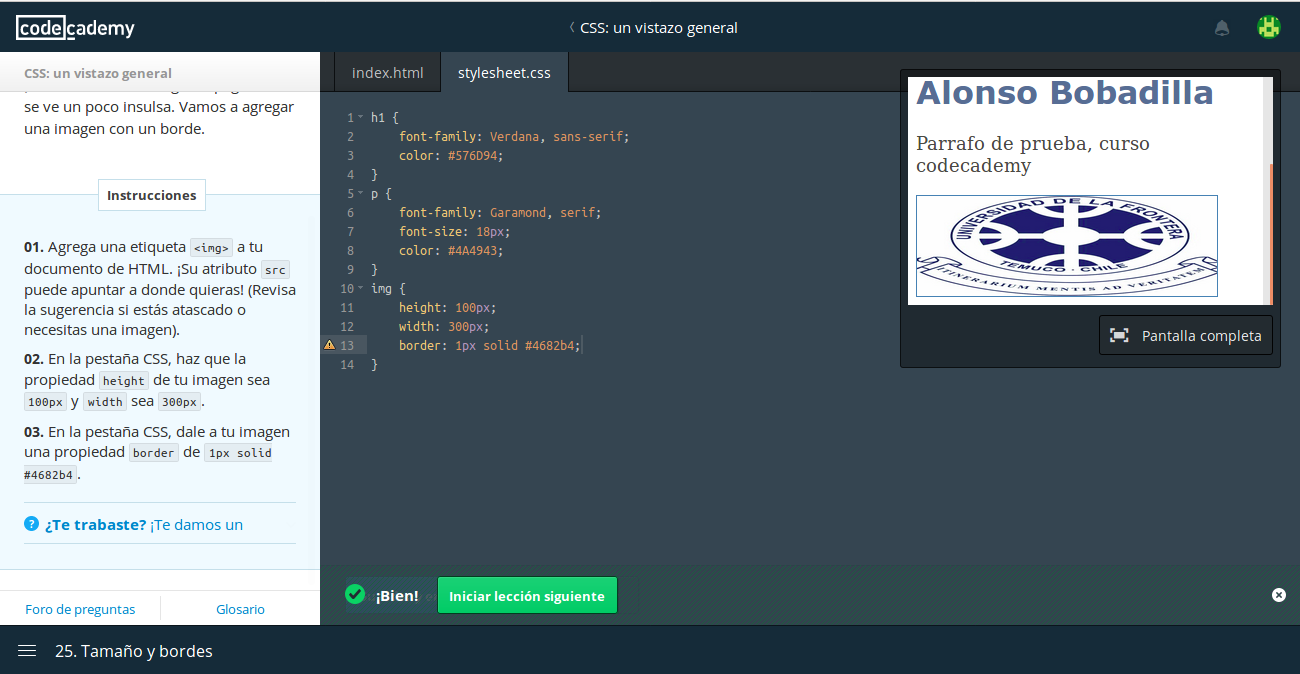 codecademy
CSS: un vistazo general
CSS: un vistazo general
se ve un poco insulsa. Vamos a agregar
una imagen con un borde.
Instrucciones
01. Agrega una etiqueta <img> a tu
documento de HTML. ¡Su atributo src
puede apuntar a donde quieras! (Revisa
la sugerencia si estás atascado o
necesitas una imagen).
02. En la pestaña CSS, haz que la
propiedad height de tu imagen sea
100px y width sea 300px.
03. En la pestaña CSS, dale a tu imagen
una propiedad border de 1px solid
#4682b4.
? ¿Te trabaste? ¡Te damos un
Foro de preguntas
Glosario
index.html
stylesheet.css
1 h1 {
2 font-family: Verdana, sans-serif;
3 color: #576D94;
4 }
5 p {
6 font-family: Garamond, serif;
7 font-size: 18px;
8 color: #4A4943;
9 }
10 img {
11 height: 100px;
12 width: 300px;
13 border: 1px solid #4682b4;
14 }
Alonso Bobadilla
Parrafo de prueba, curso
codecademy
UNIVERSIDAD DE LA FRONTERA
TEMUCO - CHILE
ITINERARIUM MENTIS AD VERITATEM
Pantalla completa
¡Bien!
Iniciar lección siguiente
25. Tamaño y bordes